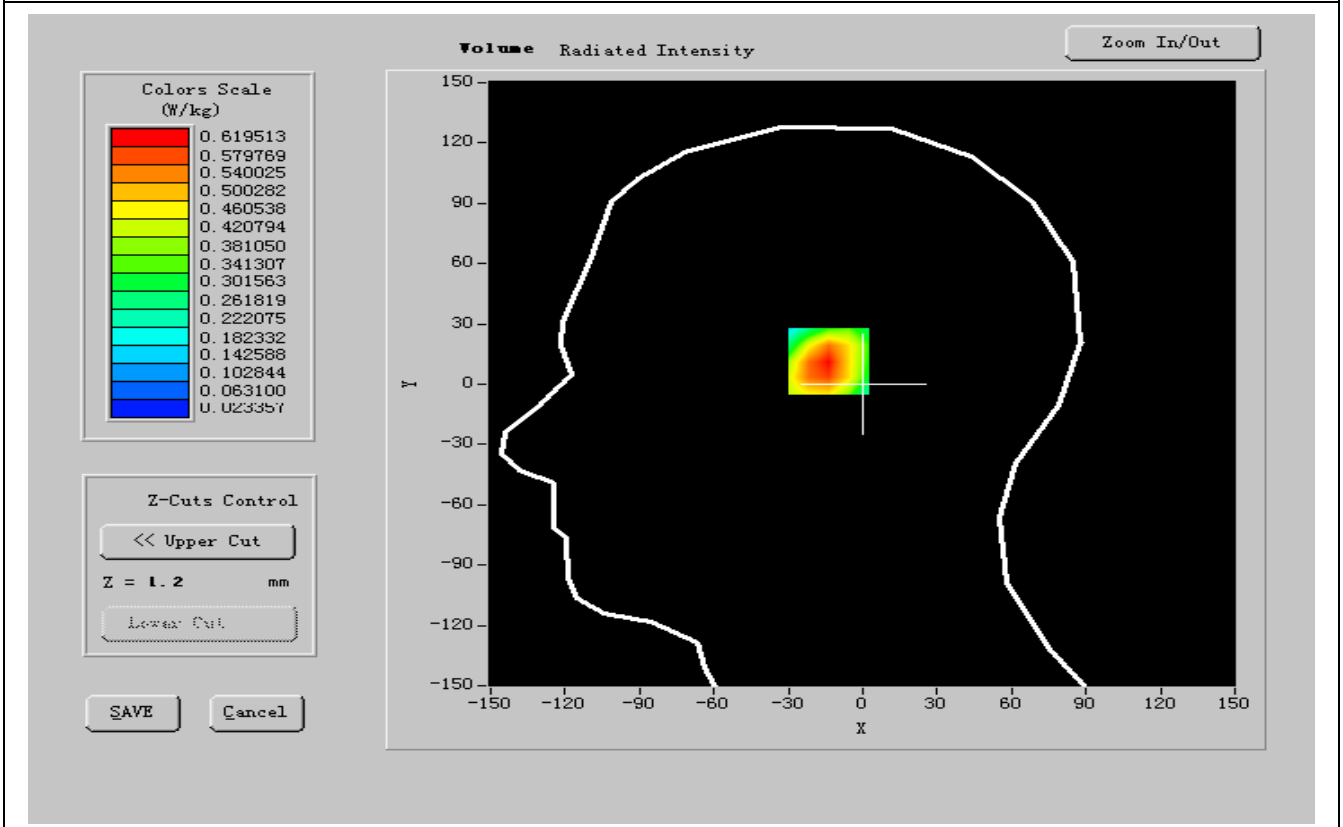 Volume Radiated Intensity
Zoom In/Out
Colors Scale
(W/kg)
0.619513
0.579769
0.540025
0.500282
0.460538
0.420794
0.381050
0.341307
0.301563
0.261819
0.222075
0.182332
0.142588
0.102844
0.063100
0.023357
Z-Cuts Control
<< Upper Cut
Z = 1.2 mm
Lower Cut
SAVE Cancel
150
120
90
60
30
0
-30
-60
-90
-120
-150
Y
-150 -120 -90 -60 -30 0 30 60 90 120 150
X